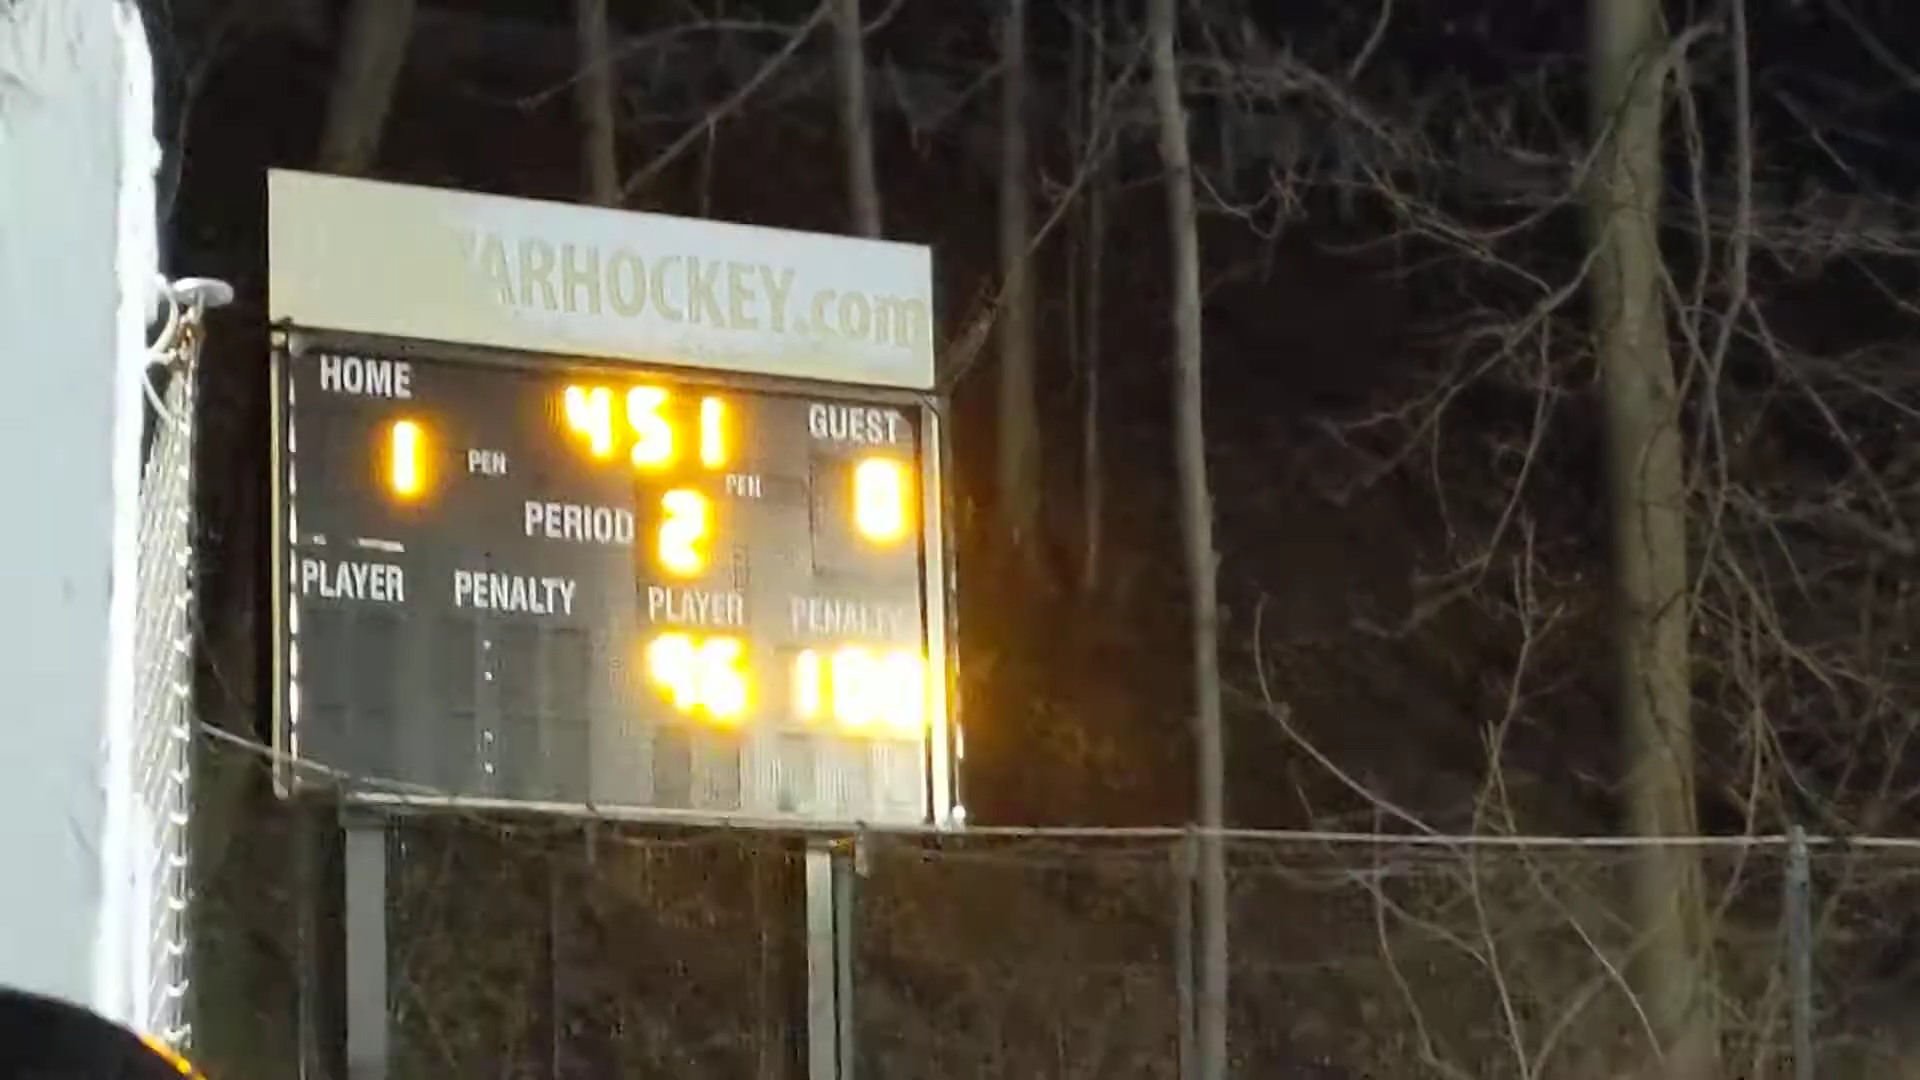 ARHOCKEY.com
HOME
451
GUEST
1
PEN
PEN
0
PERIOD 2
PLAYER PENALTY PLAYER PENALTY
46 100